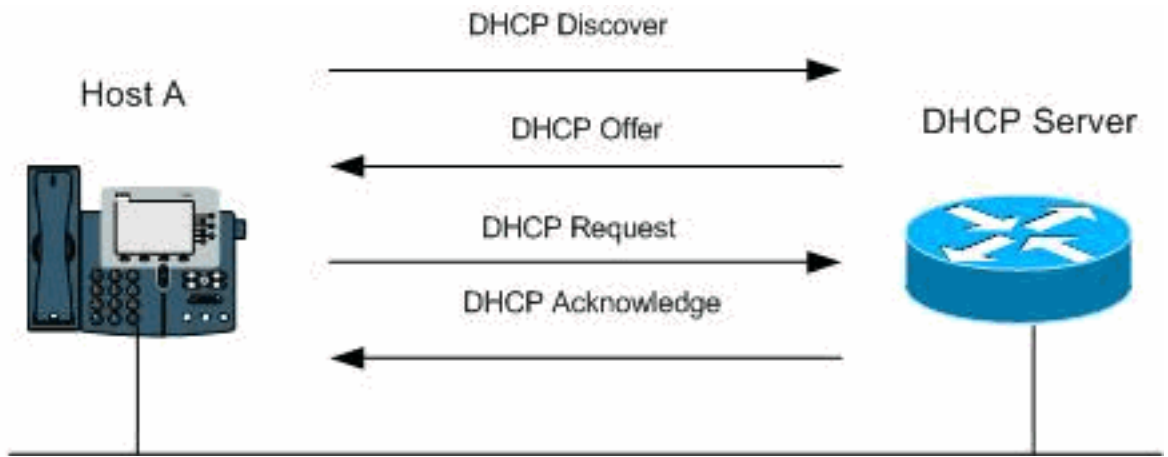 DHCP Discover
Host A
DHCP Offer
DHCP Server
DHCP Request
DHCP Acknowledge